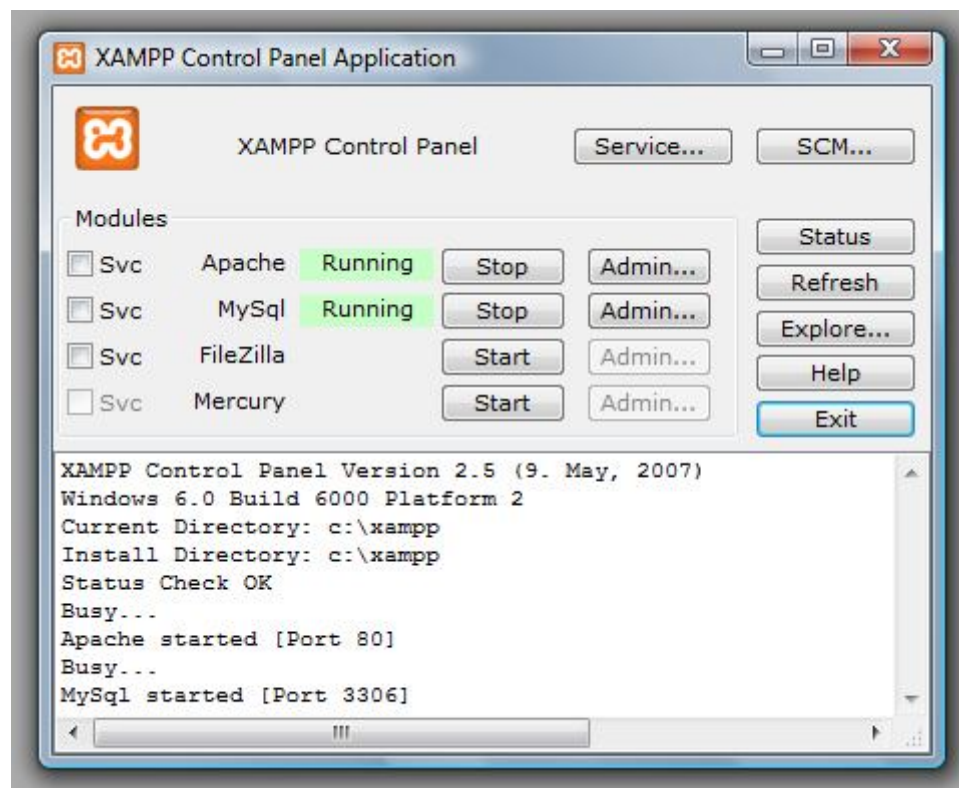 XAMPP Control Panel Application
XAMPP Control Panel Service... SCM...
Modules
Svc Apache Running Stop Admin...
Svc MySql Running Stop Admin...
Svc FileZilla Start Admin...
Svc Mercury Start Admin...
Status
Refresh
Explore...
Help
Exit
XAMPP Control Panel Version 2.5 (9. May, 2007)
Windows 6.0 Build 6000 Platform 2
Current Directory: c:\xampp
Install Directory: c:\xampp
Status Check OK
Busy...
Apache started [Port 80]
Busy...
MySql started [Port 3306]